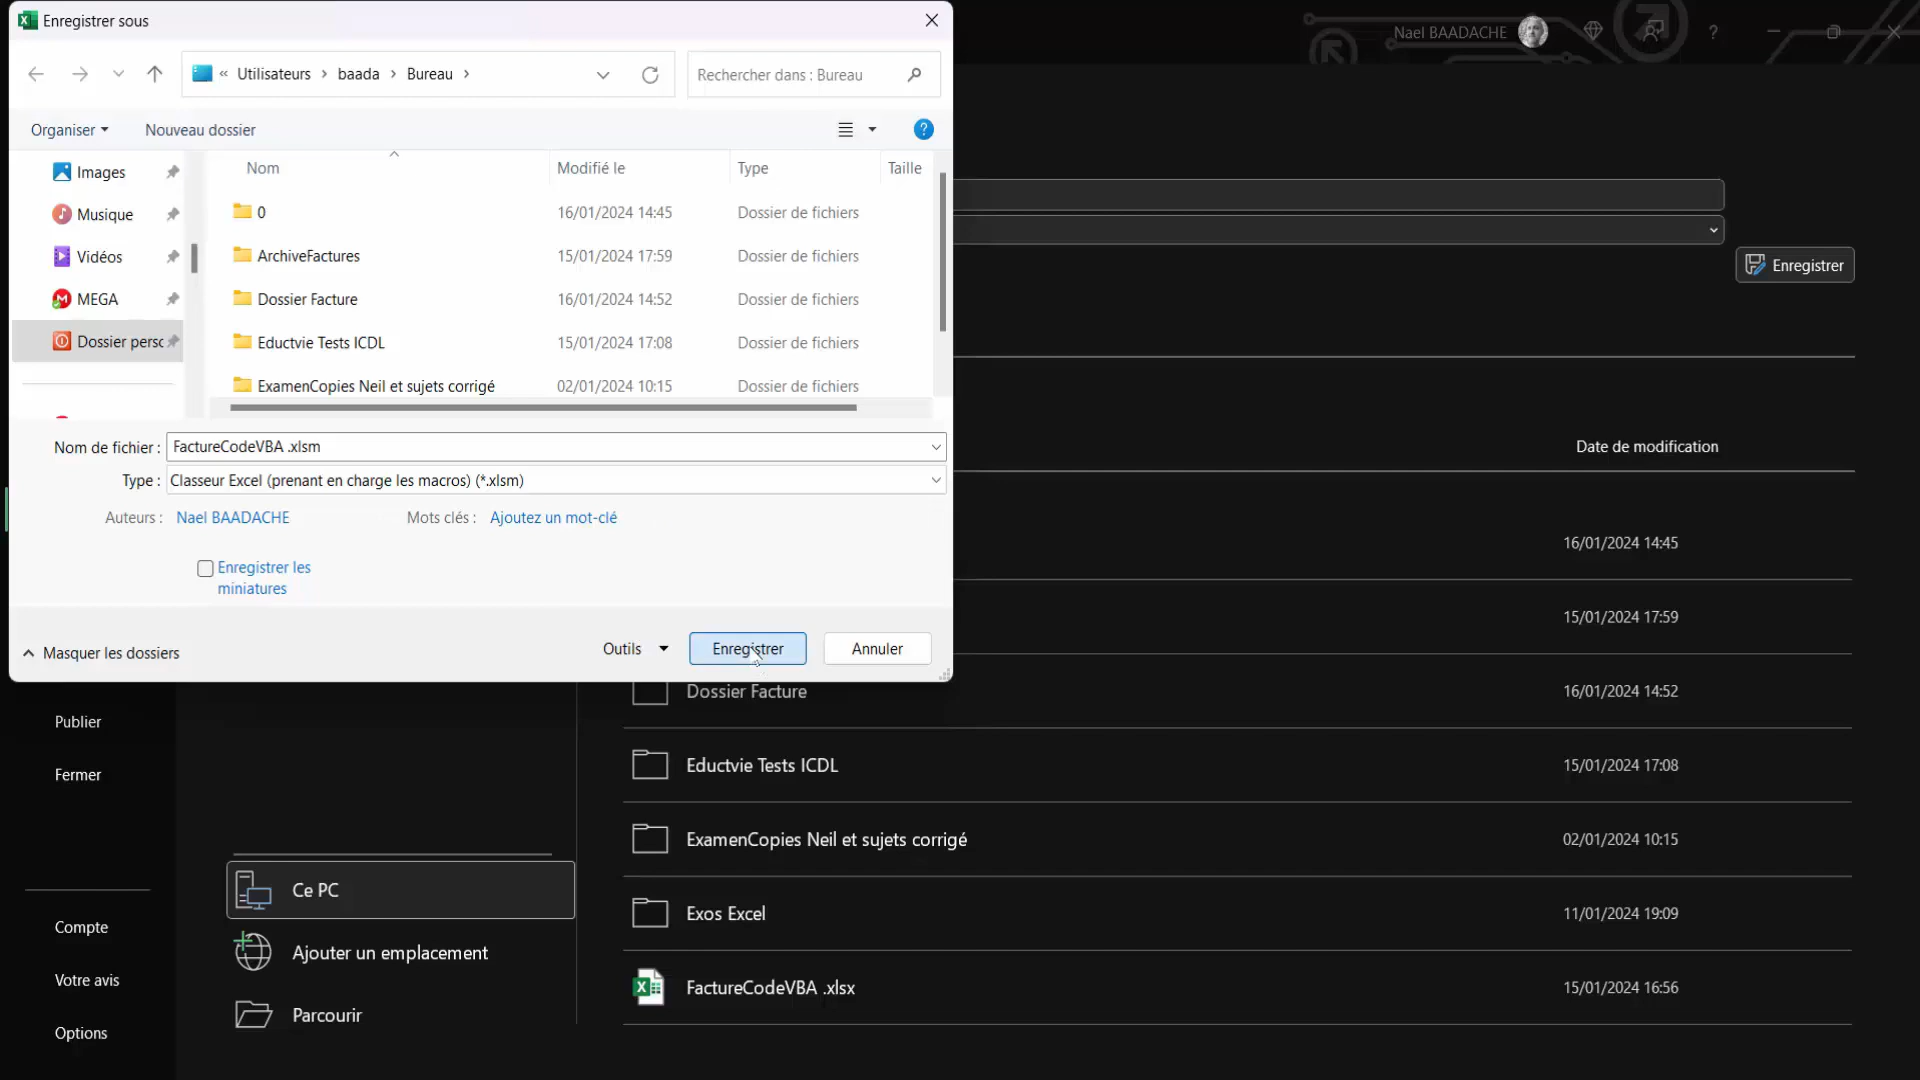 Enregistrer sous
Nael BAADACHE
?
« Utilisateurs > baada > Bureau >
Rechercher dans : Bureau
Organiser
Nouveau dossier
?
Nom
Modifié le
Type
Taille
Images
Musique
Vidéos
MEGA
Dossier perso
0 16/01/2024 14:45 Dossier de fichiers
ArchiveFactures 15/01/2024 17:59 Dossier de fichiers
Dossier Facture 16/01/2024 14:52 Dossier de fichiers
Eductvie Tests ICDL 15/01/2024 17:08 Dossier de fichiers
ExamenCopies Neil et sujets corrigé 02/01/2024 10:15 Dossier de fichiers
Enregistrer
Nom de fichier : FactureCodeVBA .xlsm
Type : Classeur Excel (prenant en charge les macros) (*.xlsm)
Auteurs : Nael BAADACHE
Mots clés : Ajoutez un mot-clé
Enregistrer les
miniatures
Masquer les dossiers
Outils
Enregistrer
Annuler
Date de modification
16/01/2024 14:45
15/01/2024 17:59
Dossier Facture 16/01/2024 14:52
Eductvie Tests ICDL 15/01/2024 17:08
ExamenCopies Neil et sujets corrigé 02/01/2024 10:15
Exos Excel 11/01/2024 19:09
FactureCodeVBA .xlsx 15/01/2024 16:56
Publier
Fermer
Compte
Votre avis
Options
Ce PC
Ajouter un emplacement
Parcourir